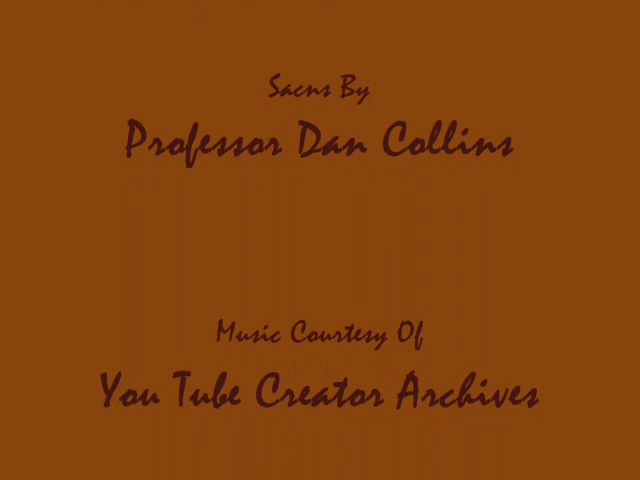 Sacns By
Professor Dan Collins
Music Courtesy Of
You Tube Creator Archives